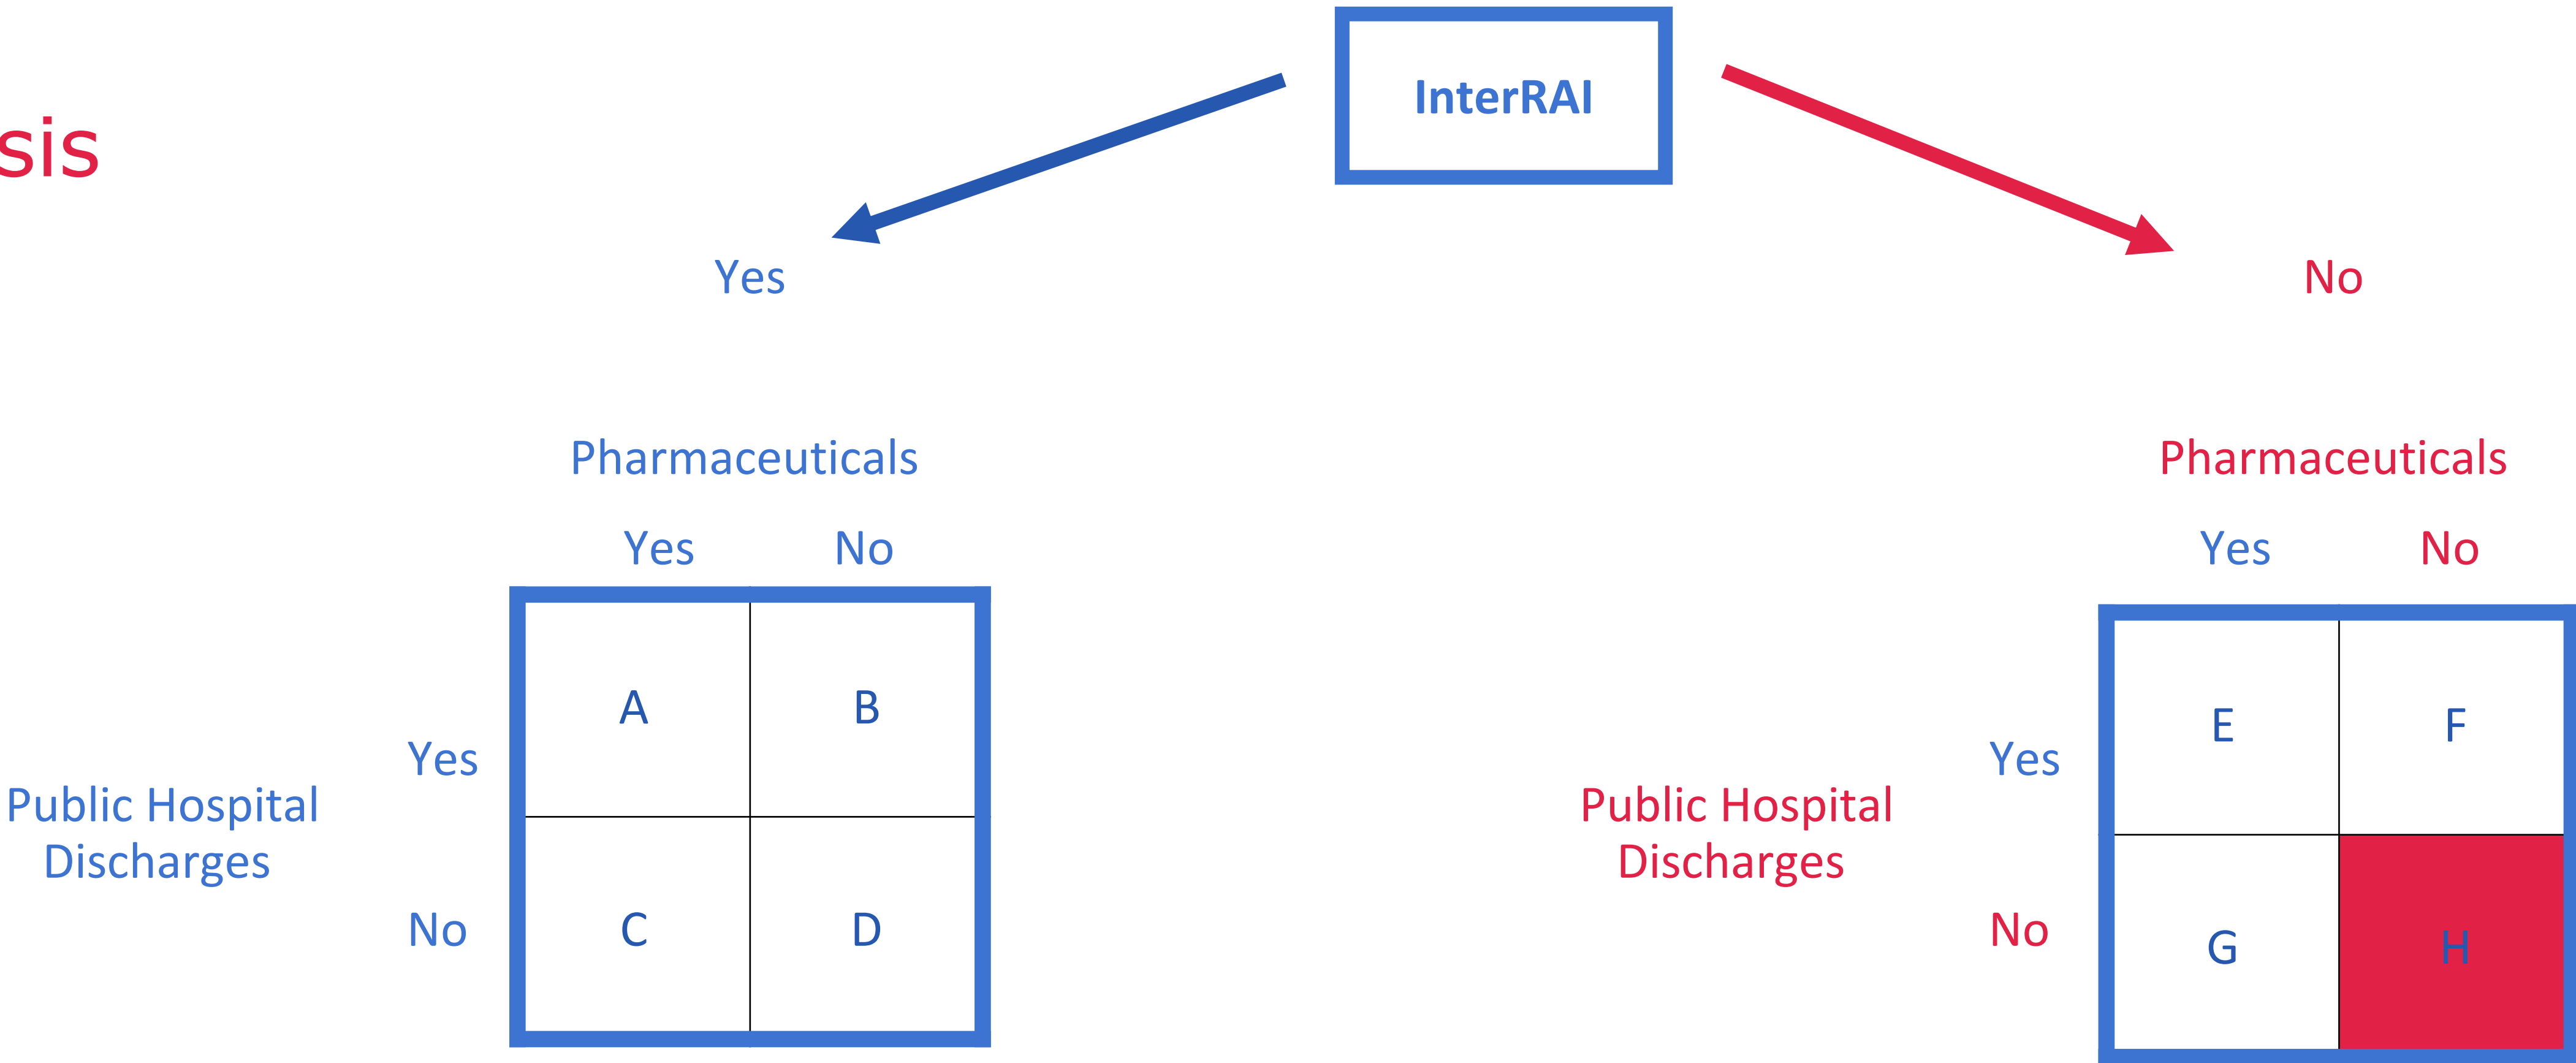 InterRAI
sis
Yes
No
Pharmaceuticals
Pharmaceuticals
Yes No
Yes No
A B
E F
Yes
Yes
Public Hospital
Discharges
Public Hospital
Discharges
No
No
C D
G H